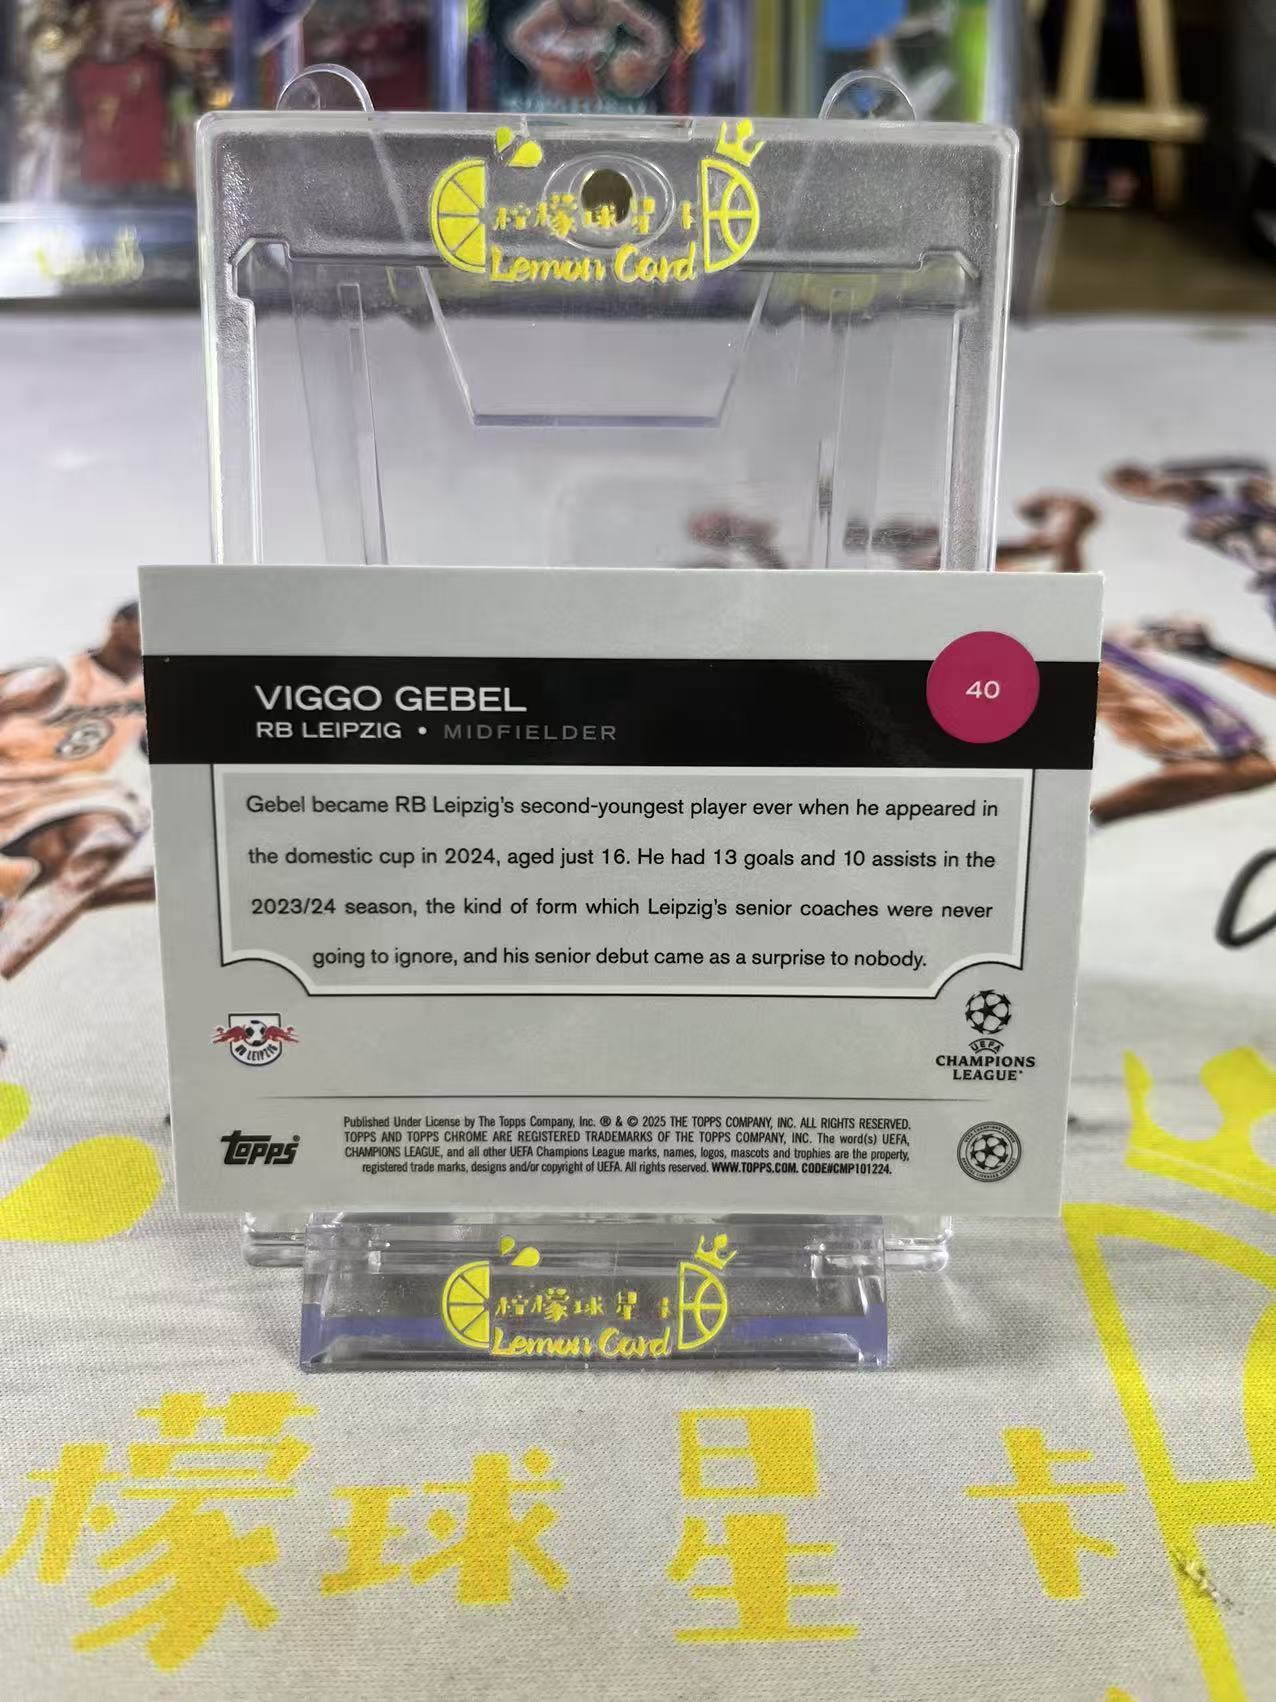 柠檬球星卡
Lemon Card
VIGGO GEBEL
RB LEIPZIG • MIDFIELDER
40
Gebel became RB Leipzig's second-youngest player ever when he appeared in
the domestic cup in 2024, aged just 16. He had 13 goals and 10 assists in the
2023/24 season, the kind of form which Leipzig's senior coaches were never
going to ignore, and his senior debut came as a surprise to nobody.
RB LEIPZIG
UEFA
CHAMPIONS
LEAGUE
topps
Published Under License by The Topps Company, Inc. ® & © 2025 THE TOPPS COMPANY, INC. ALL RIGHTS RESERVED.
TOPPS AND TOPPS CHROME ARE REGISTERED TRADEMARKS OF THE TOPPS COMPANY, INC. The word(s) UEFA,
CHAMPIONS LEAGUE, and all other UEFA Champions League marks, names, logos, mascots and trophies are the property,
registered trade marks, designs and/or copyright of UEFA. All rights reserved. WWW.TOPPS.COM. CODE#CMP101224.
柠檬球星卡
Lemon Card
檬球星卡